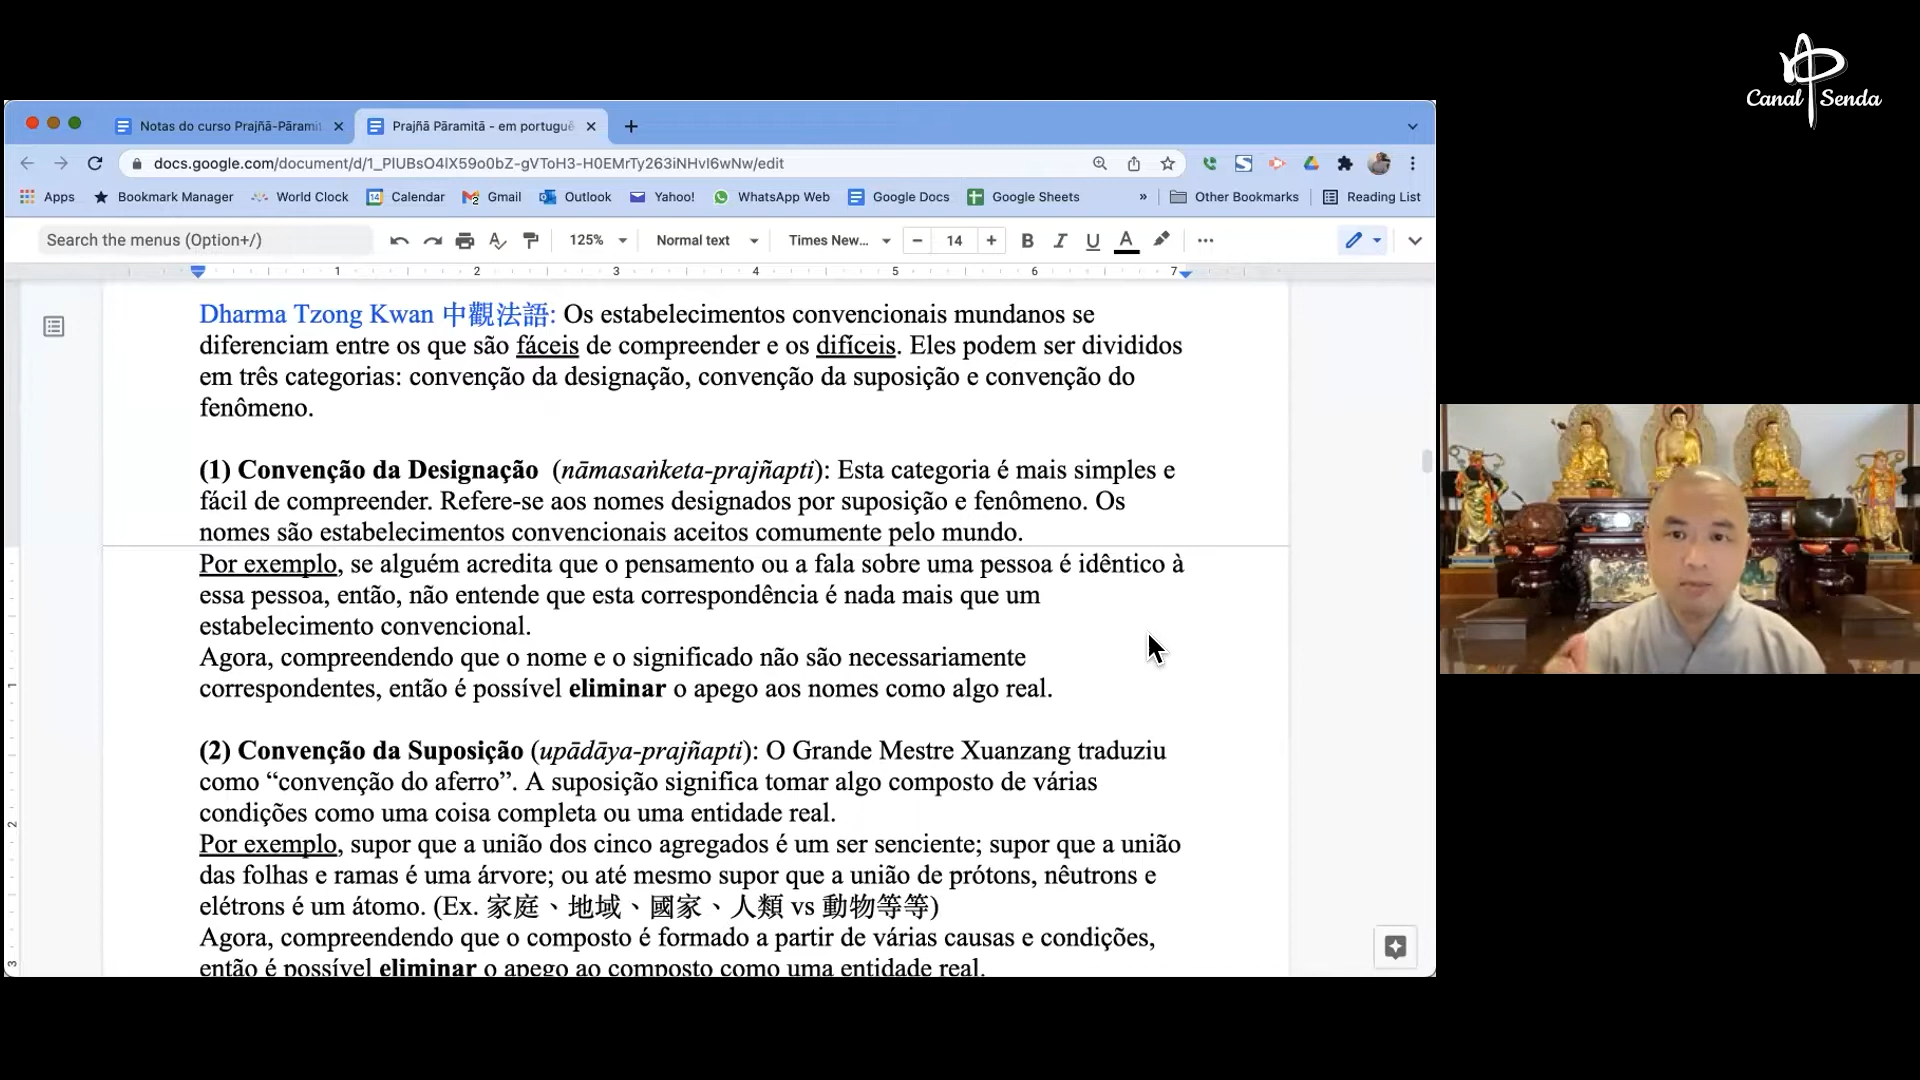 Canal Senda
Notas do curso Prajñā-Pāramit
Prajñā Pāramitā - em portuguê
docs.google.com/document/d/1_PlUBsO4lX59o0bZ-gVToH3-H0EMrTy263iNHvl6wNw/edit
Apps
Bookmark Manager
World Clock
Calendar
Gmail
Outlook
Yahoo!
WhatsApp Web
Google Docs
Google Sheets
»
Other Bookmarks
Reading List
Search the menus (Option+/)
125%
Normal text
Times New...
− 14 +
B I U A
1 2 3 4 5 6 7
Dharma Tzong Kwan 中觀法語: Os estabelecimentos convencionais mundanos se
diferenciam entre os que são fáceis de compreender e os difíceis. Eles podem ser divididos
em três categorias: convenção da designação, convenção da suposição e convenção do
fenômeno.
(1) Convenção da Designação (nāmasaṅketa-prajñapti): Esta categoria é mais simples e
fácil de compreender. Refere-se aos nomes designados por suposição e fenômeno. Os
nomes são estabelecimentos convencionais aceitos comumente pelo mundo.
Por exemplo, se alguém acredita que o pensamento ou a fala sobre uma pessoa é idêntico à
essa pessoa, então, não entende que esta correspondência é nada mais que um
estabelecimento convencional.
Agora, compreendendo que o nome e o significado não são necessariamente
correspondentes, então é possível eliminar o apego aos nomes como algo real.
(2) Convenção da Suposição (upādāya-prajñapti): O Grande Mestre Xuanzang traduziu
como “convenção do aferro”. A suposição significa tomar algo composto de várias
condições como uma coisa completa ou uma entidade real.
Por exemplo, supor que a união dos cinco agregados é um ser senciente; supor que a união
das folhas e ramas é uma árvore; ou até mesmo supor que a união de prótons, nêutrons e
elétrons é um átomo. (Ex. 家庭、地域、國家、人類 vs 動物等等)
Agora, compreendendo que o composto é formado a partir de várias causas e condições,
então é possível eliminar o apego ao composto como uma entidade real.
1
2
3